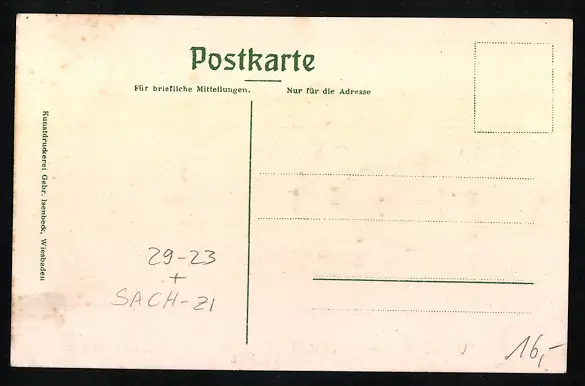 Postkarte
Für briefliche Mitteilungen.
Nur für die Adresse
Kunstdruckerei Gebr. Isenbeck, Wiesbaden
29-23
+
SACH-21
16,-